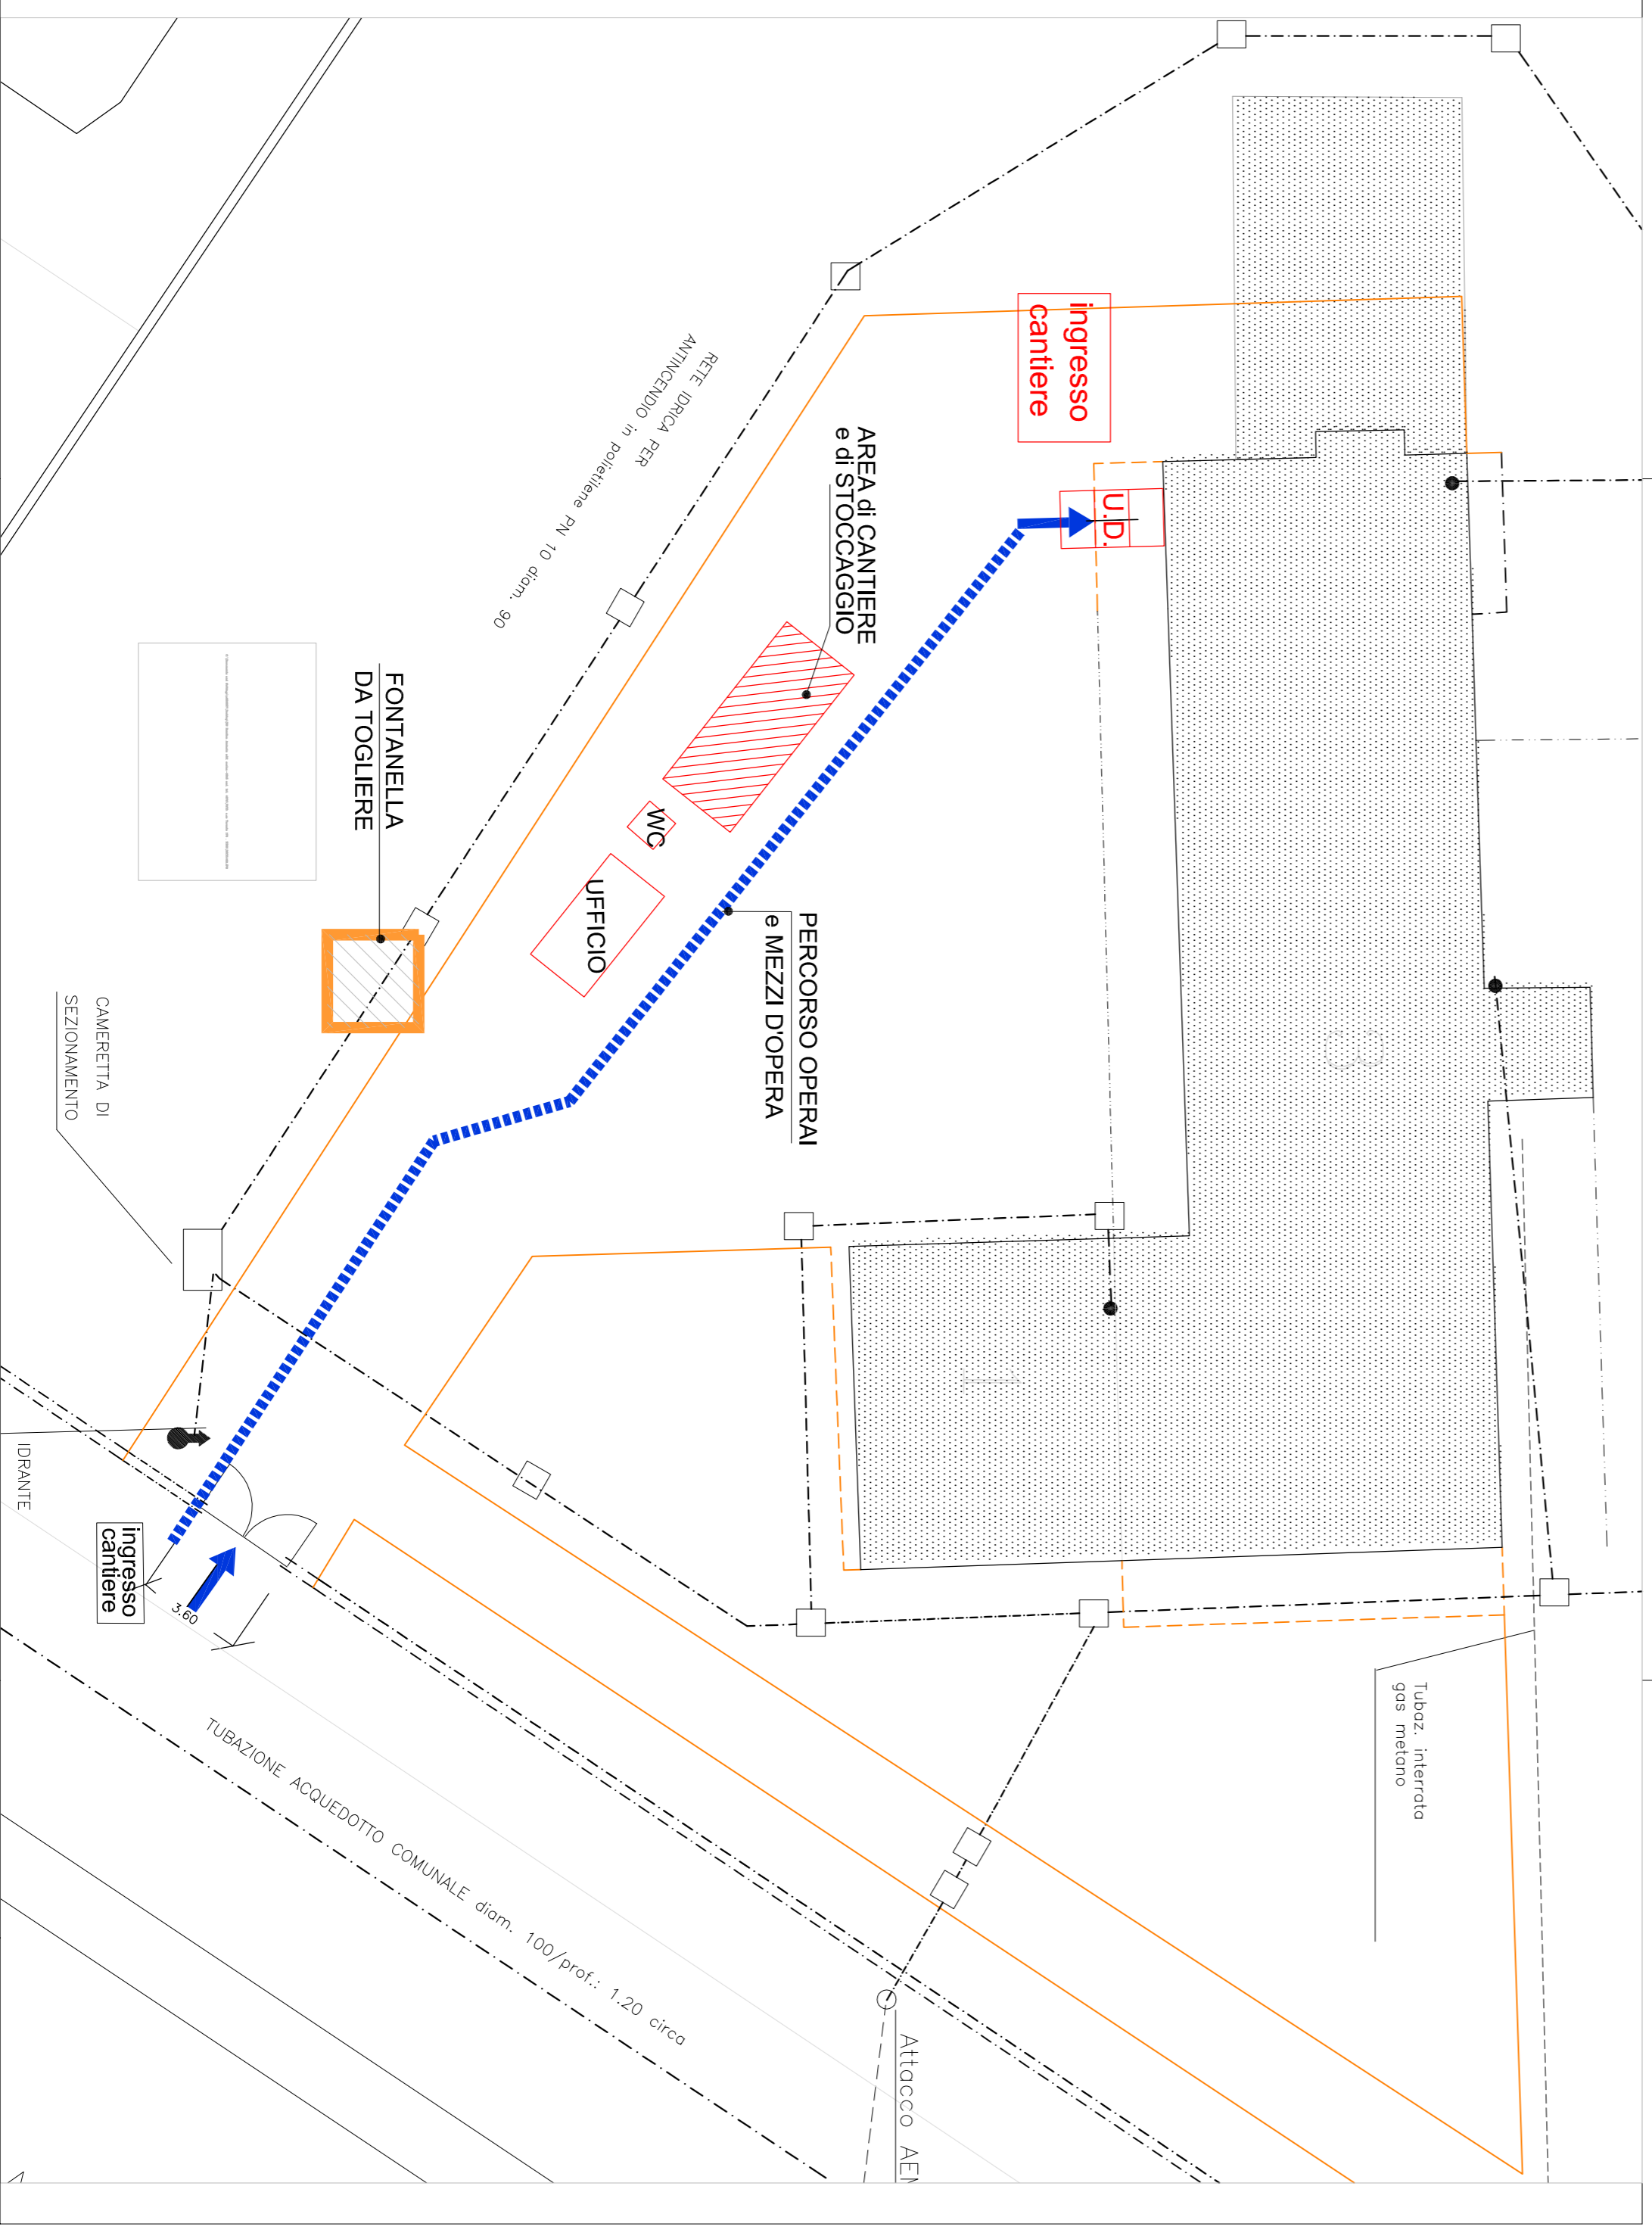 ingresso
cantiere
U.D.
AREA di CANTIERE
e di STOCCAGGIO
RETE IDRICA PER
ANTINCENDIO in polietilene PN 10 diam. 90
WC
UFFICIO
FONTANELLA
DA TOGLIERE
PERCORSO OPERAI
e MEZZI D'OPERA
CAMERETTA DI
SEZIONAMENTO
IDRANTE
ingresso
cantiere
3.60
Tubaz. interrata
gas metano
TUBAZIONE ACQUEDOTTO COMUNALE diam. 100/prof.: 1.20 circa
Attacco